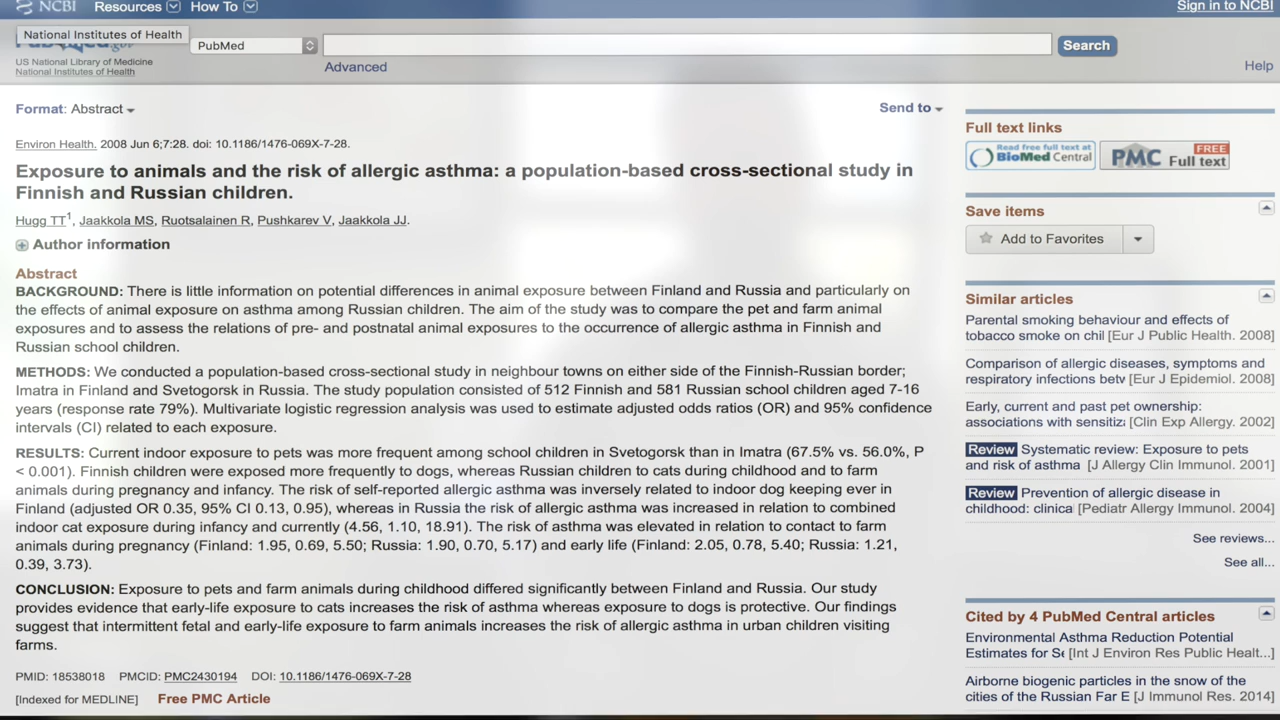 NCBI Resources How To Sign in to NCBI
National Institutes of Health
PubMed Search
US National Library of Medicine
National Institutes of Health
Advanced Help
Format: Abstract Send to
Environ Health. 2008 Jun 6;7:28. doi: 10.1186/1476-069X-7-28.
Exposure to animals and the risk of allergic asthma: a population-based cross-sectional study in
Finnish and Russian children.
Hugg TT1, Jaakkola MS, Ruotsalainen R, Pushkarev V, Jaakkola JJ.
Author information
Abstract
BACKGROUND: There is little information on potential differences in animal exposure between Finland and Russia and particularly on
the effects of animal exposure on asthma among Russian children. The aim of the study was to compare the pet and farm animal
exposures and to assess the relations of pre- and postnatal animal exposures to the occurrence of allergic asthma in Finnish and
Russian school children.
METHODS: We conducted a population-based cross-sectional study in neighbour towns on either side of the Finnish-Russian border;
Imatra in Finland and Svetogorsk in Russia. The study population consisted of 512 Finnish and 581 Russian school children aged 7-16
years (response rate 79%). Multivariate logistic regression analysis was used to estimate adjusted odds ratios (OR) and 95% confidence
intervals (CI) related to each exposure.
RESULTS: Current indoor exposure to pets was more frequent among school children in Svetogorsk than in Imatra (67.5% vs. 56.0%, P
< 0.001). Finnish children were exposed more frequently to dogs, whereas Russian children to cats during childhood and to farm
animals during pregnancy and infancy. The risk of self-reported allergic asthma was inversely related to indoor dog keeping ever in
Finland (adjusted OR 0.35, 95% CI 0.13, 0.95), whereas in Russia the risk of allergic asthma was increased in relation to combined
indoor cat exposure during infancy and currently (4.56, 1.10, 18.91). The risk of asthma was elevated in relation to contact to farm
animals during pregnancy (Finland: 1.95, 0.69, 5.50; Russia: 1.90, 0.70, 5.17) and early life (Finland: 2.05, 0.78, 5.40; Russia: 1.21,
0.39, 3.73).
CONCLUSION: Exposure to pets and farm animals during childhood differed significantly between Finland and Russia. Our study
provides evidence that early-life exposure to cats increases the risk of asthma whereas exposure to dogs is protective. Our findings
suggest that intermittent fetal and early-life exposure to farm animals increases the risk of allergic asthma in urban children visiting
farms.
PMID: 18538018 PMCID: PMC2430194 DOI: 10.1186/1476-069X-7-28
[Indexed for MEDLINE] Free PMC Article
Full text links
Read free full text at
BioMed Central
FREE
PMC Full text
Save items
Add to Favorites
Similar articles
Parental smoking behaviour and effects of
tobacco smoke on chil [Eur J Public Health. 2008]
Comparison of allergic diseases, symptoms and
respiratory infections betw [Eur J Epidemiol. 2008]
Early, current and past pet ownership:
associations with sensitiz [Clin Exp Allergy. 2002]
Review Systematic review: Exposure to pets
and risk of asthma [J Allergy Clin Immunol. 2001]
Review Prevention of allergic disease in
childhood: clinica [Pediatr Allergy Immunol. 2004]
See reviews...
See all...
Cited by 4 PubMed Central articles
Environmental Asthma Reduction Potential
Estimates for Se [Int J Environ Res Public Healt...]
Airborne biogenic particles in the snow of the
cities of the Russian Far E [J Immunol Res. 2014]